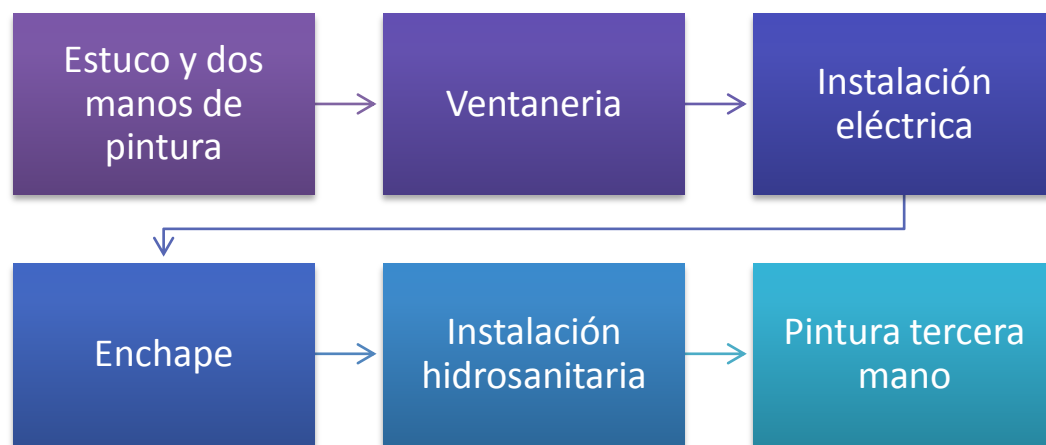 Estuco y dos
manos de
pintura
Ventaneria
Instalación
eléctrica
Enchape
Instalación
hidrosanitaria
Pintura tercera
mano